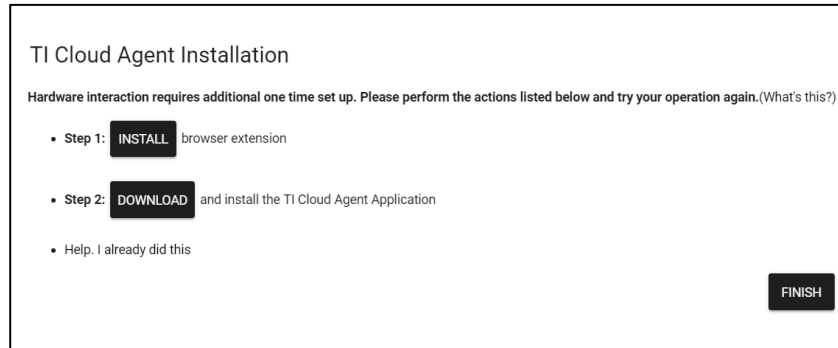 TI Cloud Agent Installation
Hardware interaction requires additional one time set up. Please perform the actions listed below and try your operation again.(What's this?)
• Step 1: INSTALL browser extension
• Step 2: DOWNLOAD and install the TI Cloud Agent Application
• Help. I already did this
FINISH